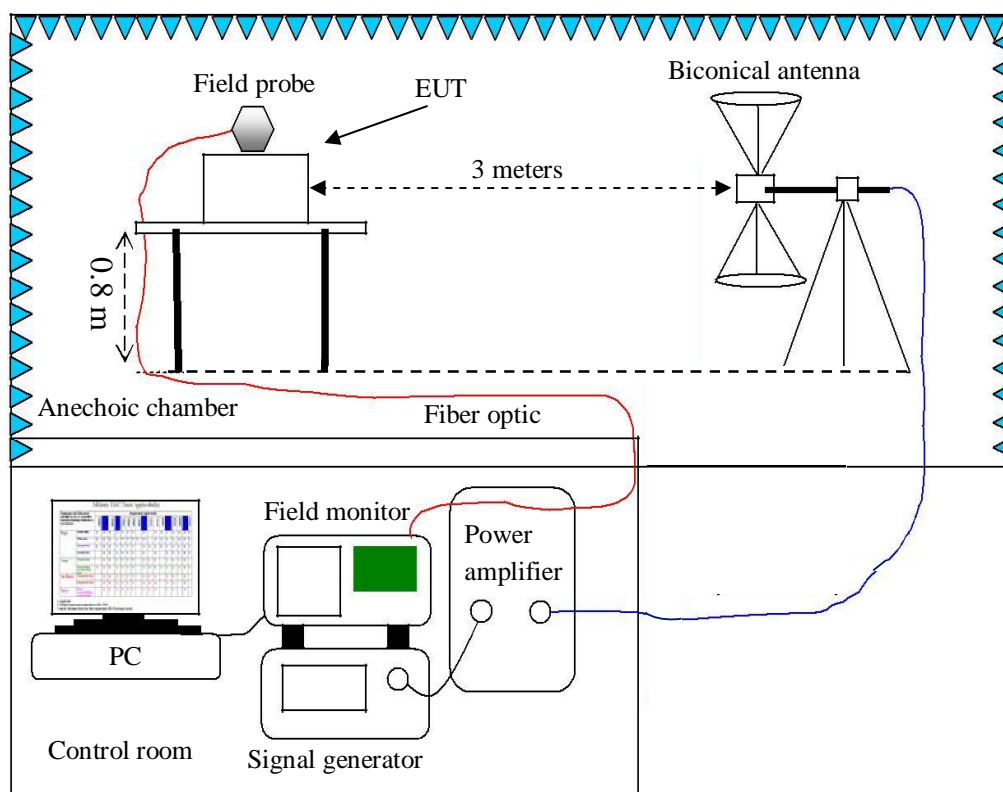 Biconical antenna
Field probe
EUT
3 meters
0.8 m
Anechoic chamber
Fiber optic
Field monitor
Power
amplifier
PC
Control room
Signal generator